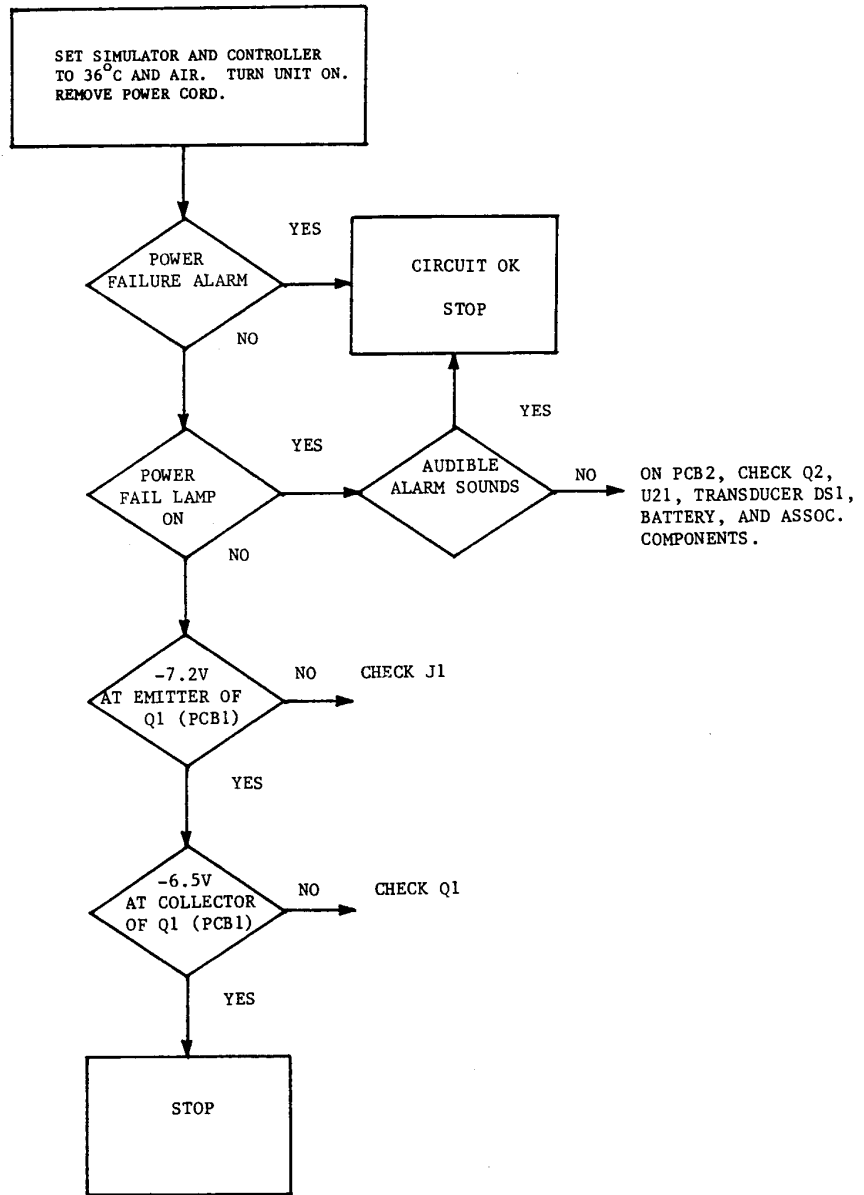 SET SIMULATOR AND CONTROLLER
TO 36°C AND AIR. TURN UNIT ON.
REMOVE POWER CORD.
POWER
FAILURE ALARM
YES
CIRCUIT OK
STOP
NO
YES
POWER
FAIL LAMP
ON
YES
AUDIBLE
ALARM SOUNDS
NO
ON PCB2, CHECK Q2,
U21, TRANSDUCER DS1,
BATTERY, AND ASSOC.
COMPONENTS.
NO
-7.2V
AT EMITTER OF
Q1 (PCB1)
NO
CHECK J1
YES
-6.5V
AT COLLECTOR
OF Q1 (PCB1)
NO
CHECK Q1
YES
STOP